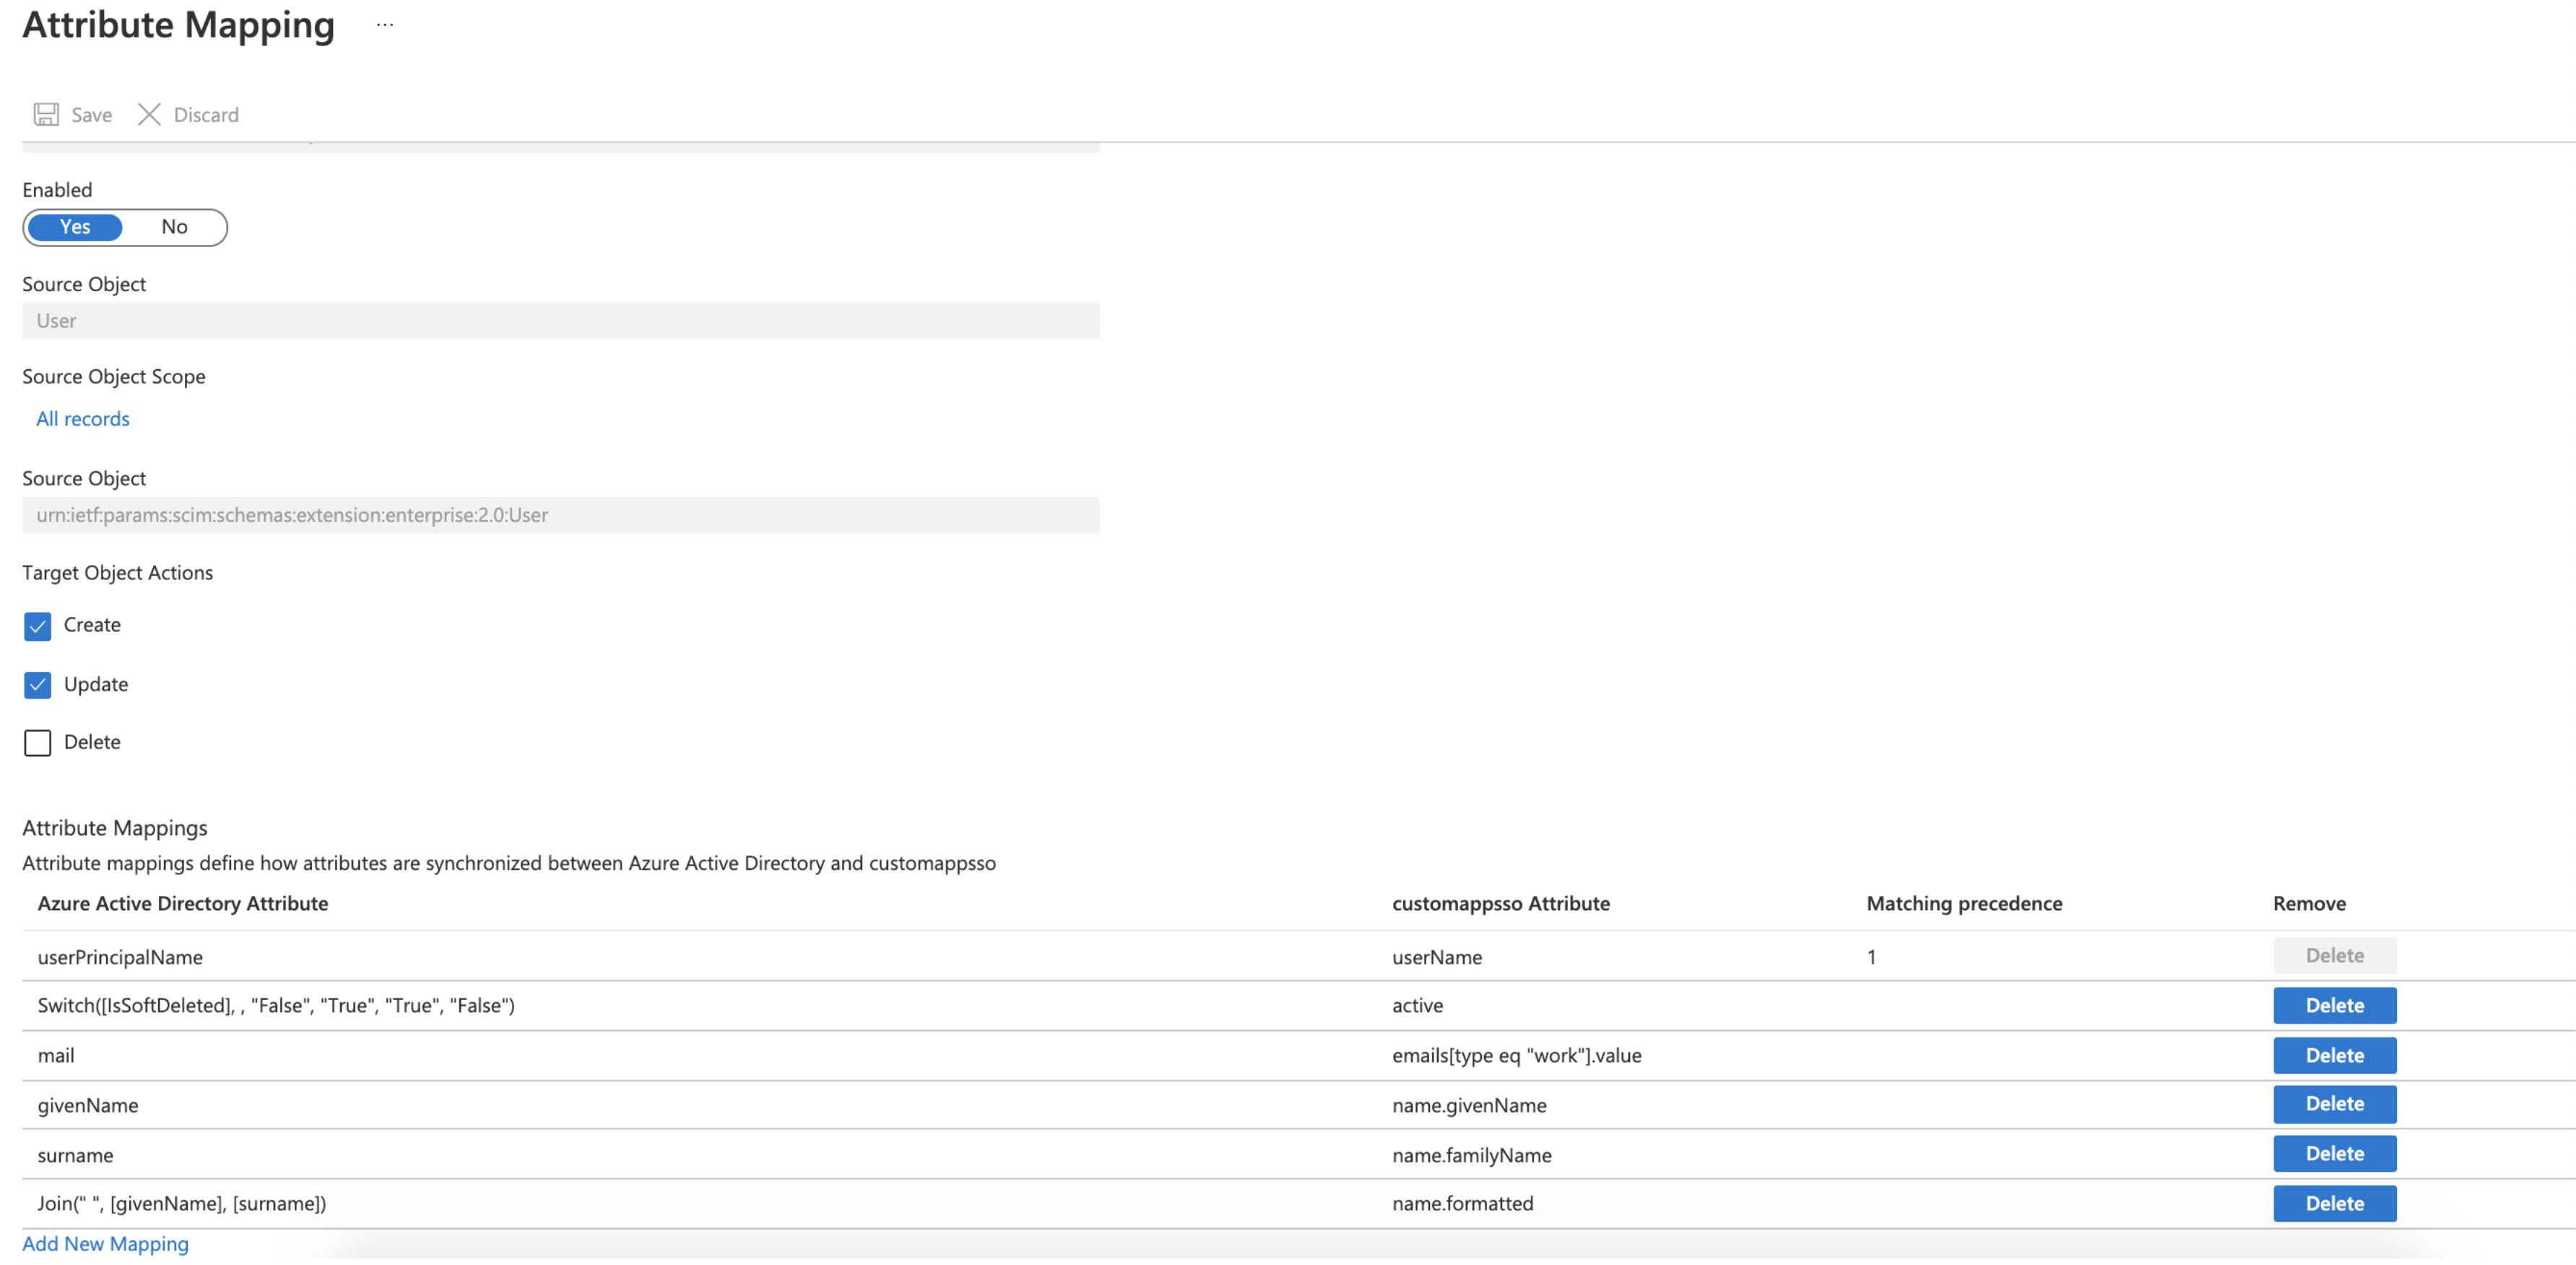 Attribute Mapping ...
Save Discard
Enabled
Yes No
Source Object
User
Source Object Scope
All records
Source Object
urn:ietf:params:scim:schemas:extension:enterprise:2.0:User
Target Object Actions
Create
Update
Delete
Attribute Mappings
Attribute mappings define how attributes are synchronized between Azure Active Directory and customappsso
Azure Active Directory Attribute customappsso Attribute Matching precedence Remove
userPrincipalName userName 1 Delete
Switch([IsSoftDeleted], , "False", "True", "True", "False") active Delete
mail emails[type eq "work"].value Delete
givenName name.givenName Delete
surname name.familyName Delete
Join(" ", [givenName], [surname]) name.formatted Delete
Add New Mapping